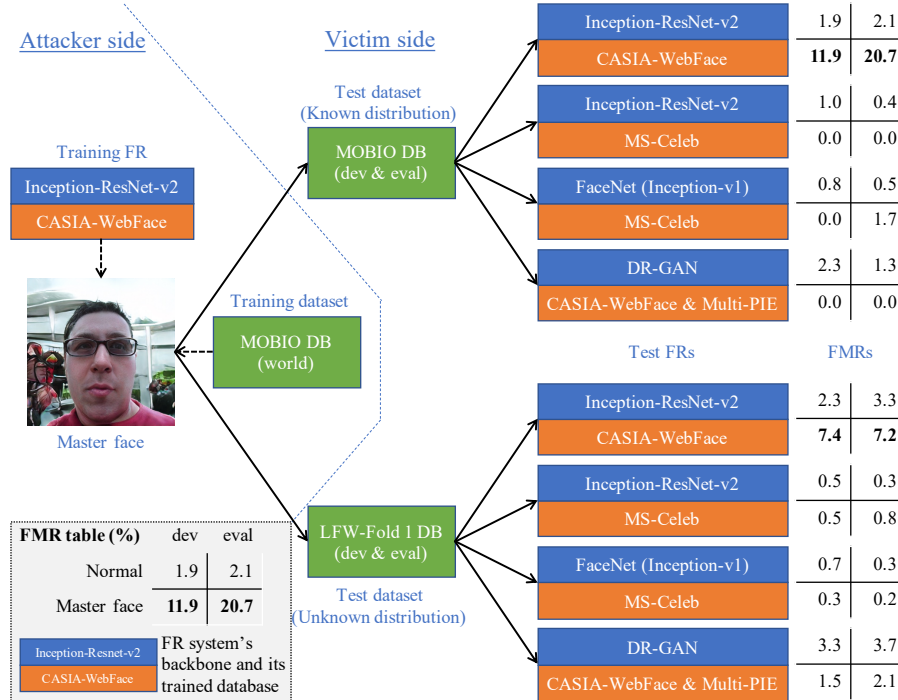 Attacker side
Victim side
Training FR
Inception-ResNet-v2
CASIA-WebFace
Master face
Training dataset
MOBIO DB
(world)
Test dataset
(Known distribution)
MOBIO DB
(dev & eval)
Inception-ResNet-v2 1.9 2.1
CASIA-WebFace 11.9 20.7
Inception-ResNet-v2 1.0 0.4
MS-Celeb 0.0 0.0
FaceNet (Inception-v1) 0.8 0.5
MS-Celeb 0.0 1.7
DR-GAN 2.3 1.3
CASIA-WebFace & Multi-PIE 0.0 0.0
Test FRs FMRs
LFW-Fold 1 DB
(dev & eval)
Test dataset
(Unknown distribution)
Inception-ResNet-v2 2.3 3.3
CASIA-WebFace 7.4 7.2
Inception-ResNet-v2 0.5 0.3
MS-Celeb 0.5 0.8
FaceNet (Inception-v1) 0.7 0.3
MS-Celeb 0.3 0.2
DR-GAN 3.3 3.7
CASIA-WebFace & Multi-PIE 1.5 2.1
FMR table (%) dev eval
Normal 1.9 2.1
Master face 11.9 20.7
Inception-Resnet-v2
CASIA-WebFace
FR system's
backbone and its
trained database